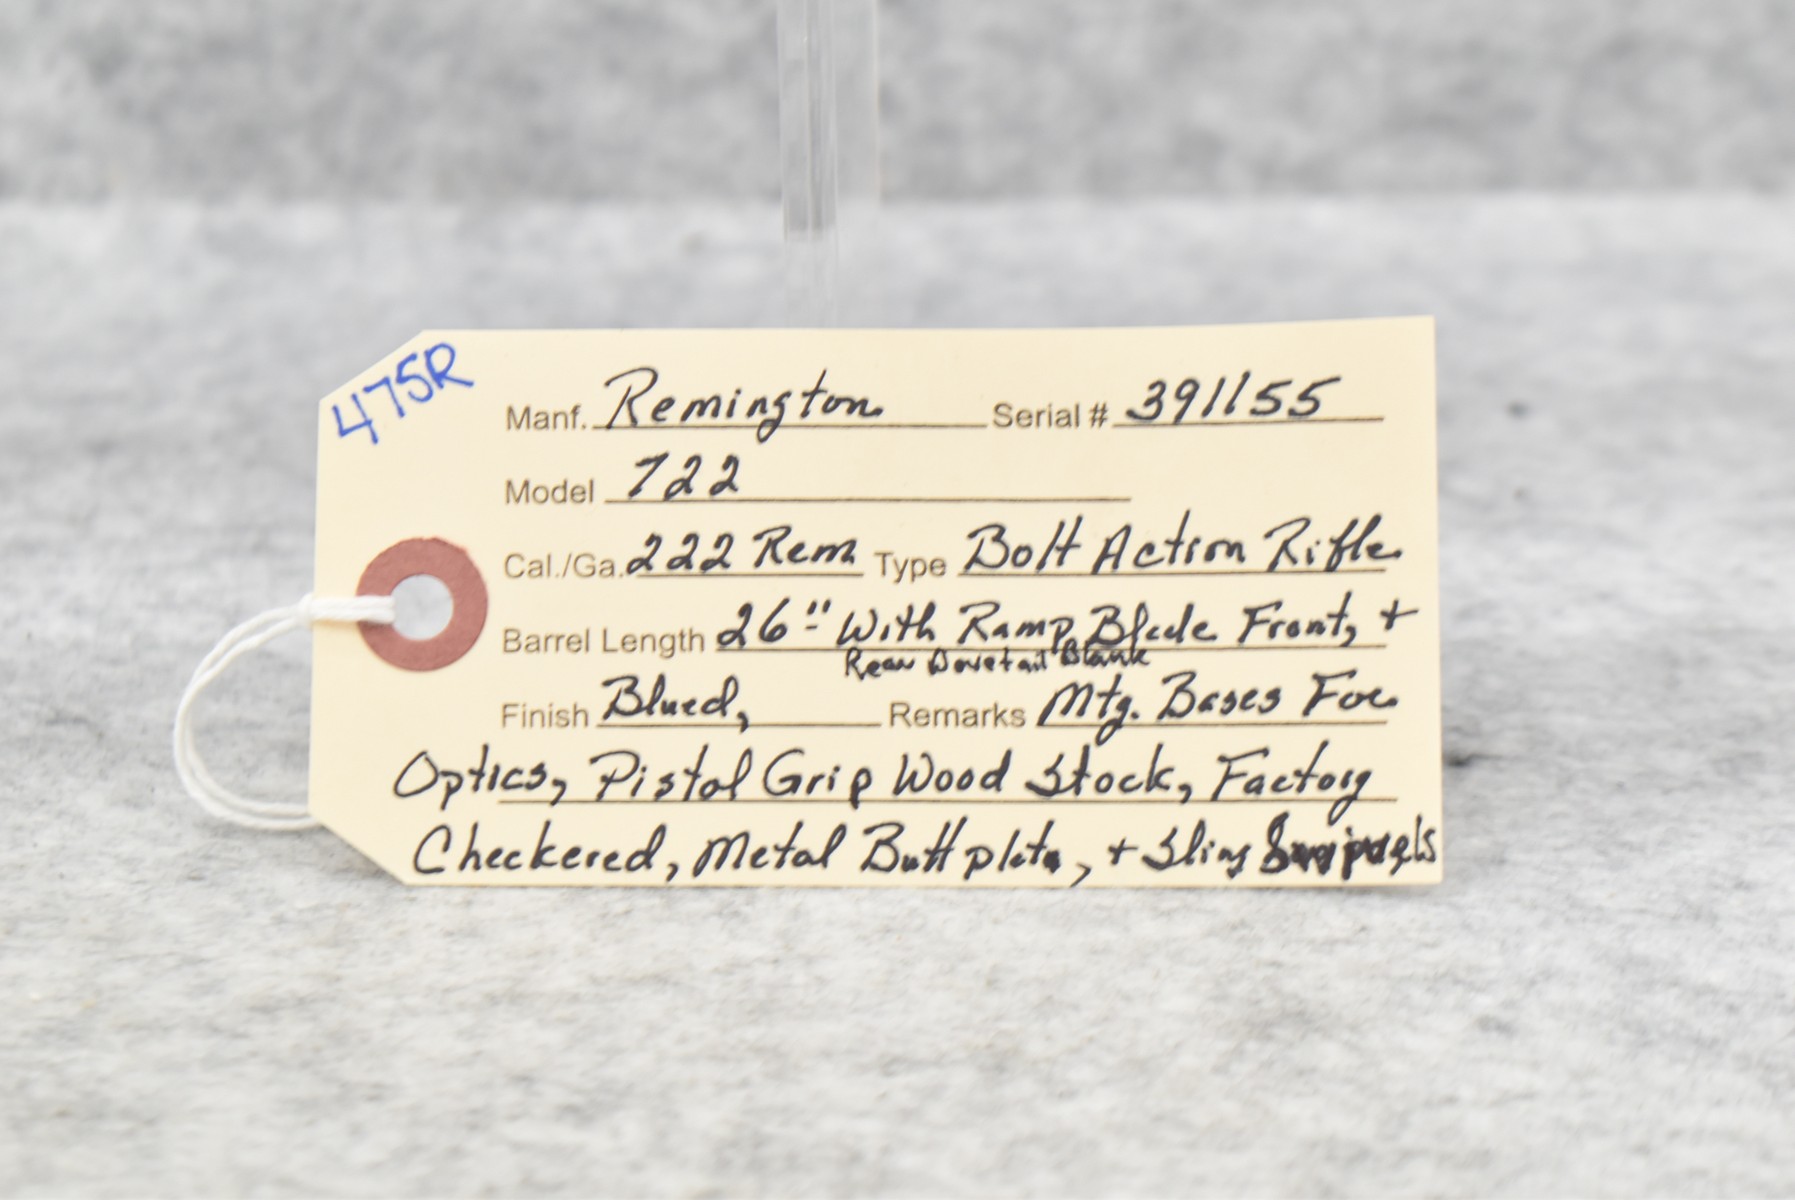 475R
Manf. Remington Serial # 391155
Model 722
Cal./Ga. 222 Rem Type Bolt Action Rifle
Barrel Length 26" With Ramp, Blade Front, +
Rear Dovetail Blank
Finish Blued, Remarks Mtg. Bases For
Optics, Pistol Grip Wood Stock, Factory
Checkered, Metal Buttplate, + Sling Swivels